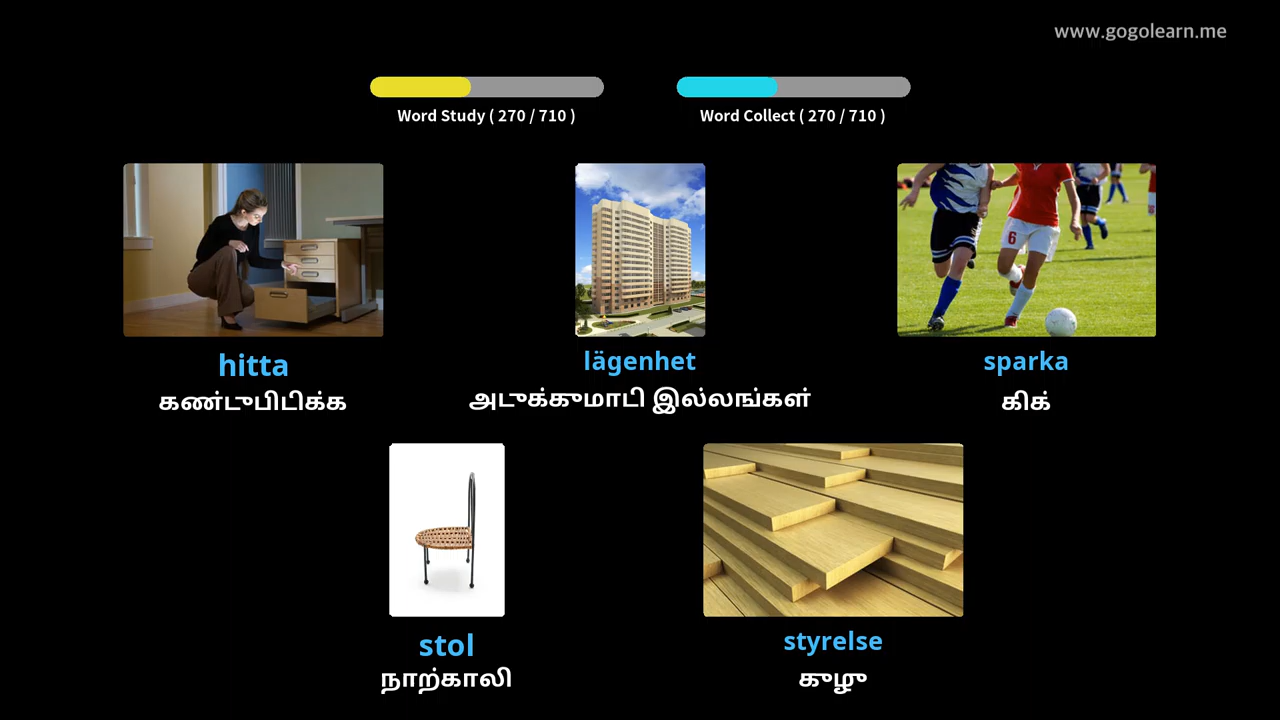 www.gogolearn.me
Word Study ( 270 / 710 )
Word Collect ( 270 / 710 )
hitta
கண்டுபிடிக்க
lägenhet
அடுக்குமாடி இல்லங்கள்
sparka
கிக்
6
stol
நாற்காலி
styrelse
குழு